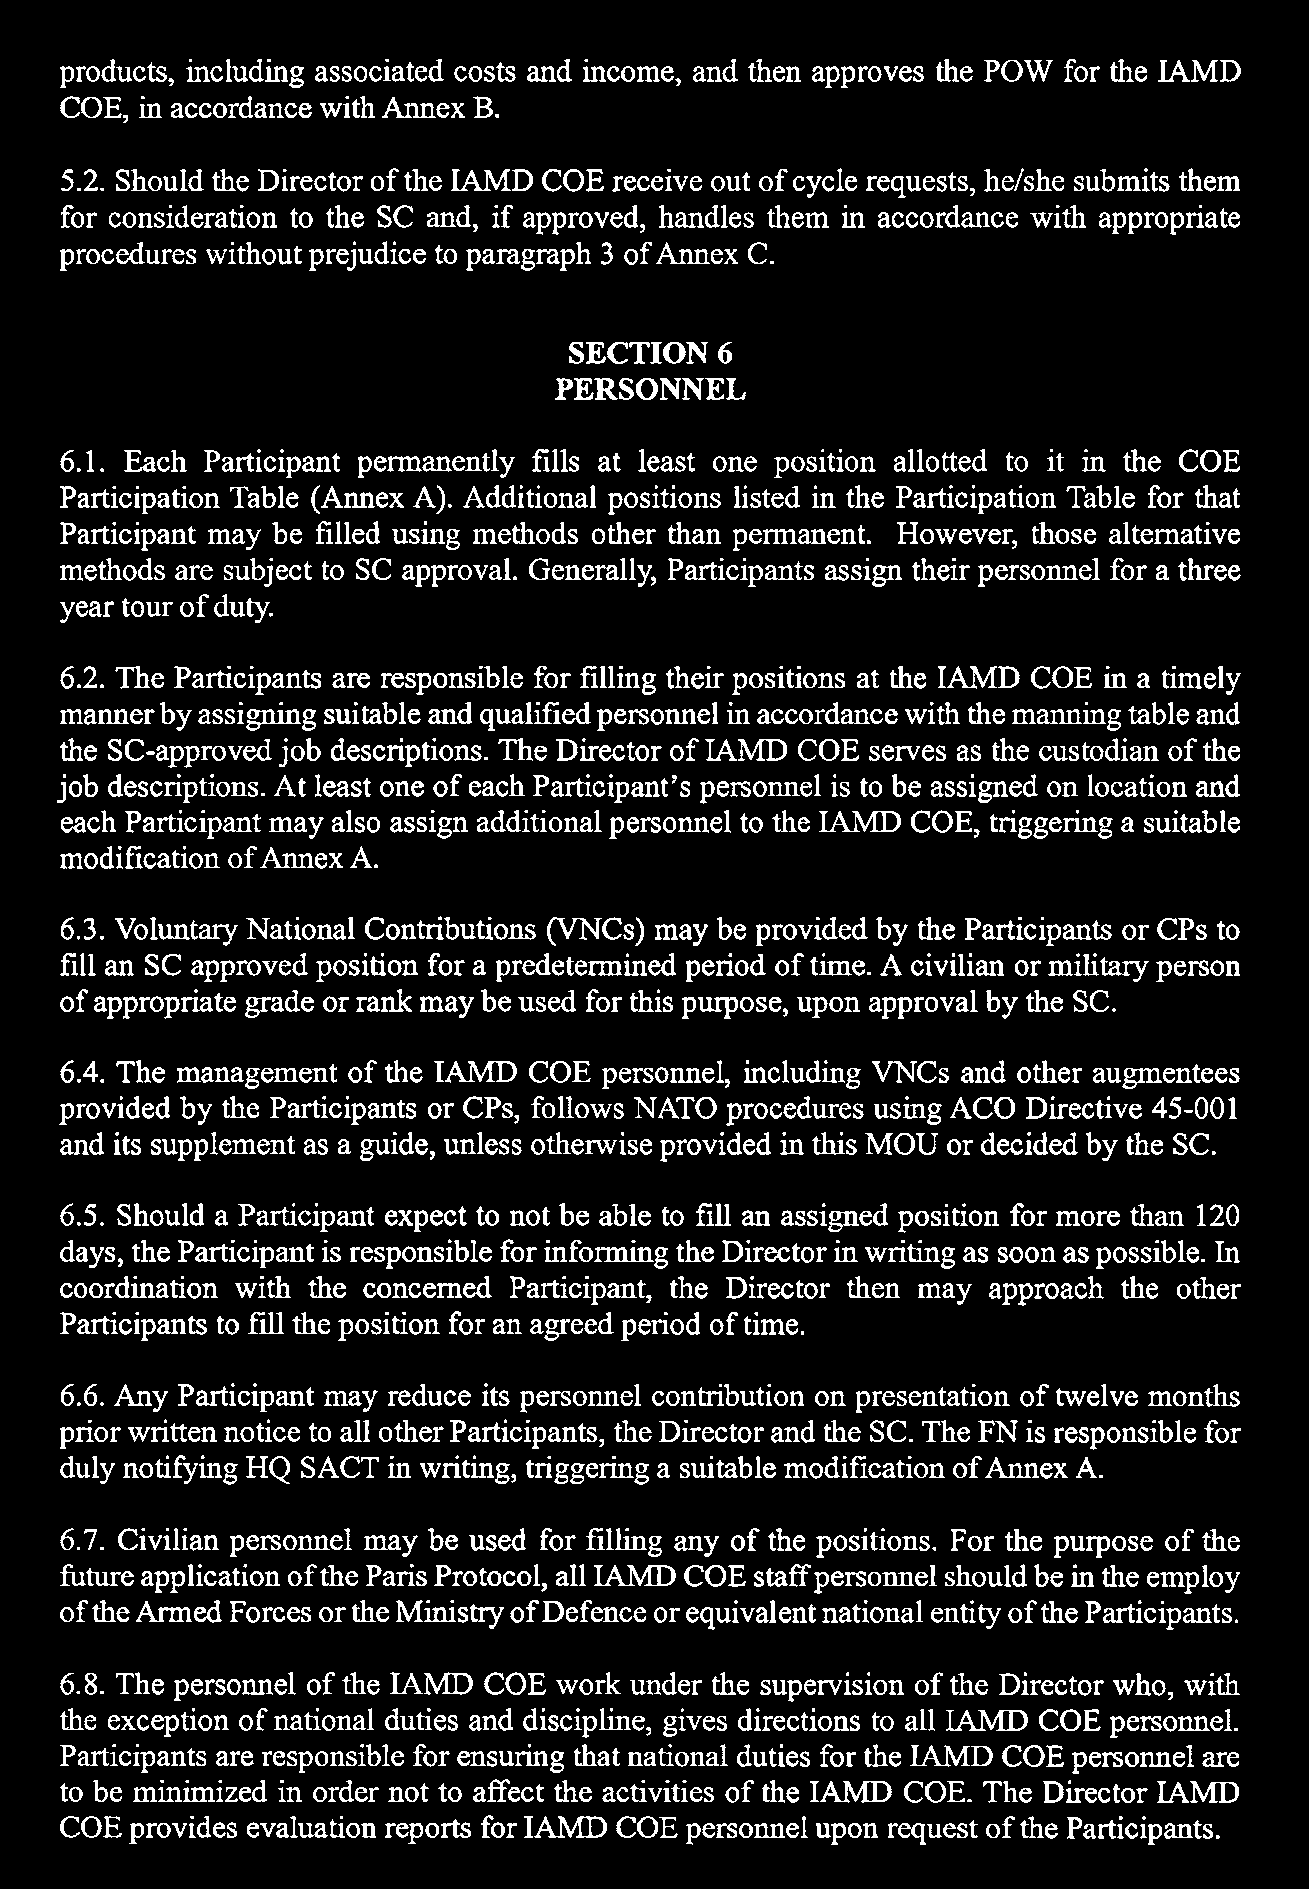 products, including associated costs and income, and then approves the POW for the IAMD
COE, in accordance with Annex B.
5.2. Should the Director of the IAMD COE receive out of cycle requests, he/she submits them
for consideration to the SC and, if approved, handles them in accordance with appropriate
procedures without prejudice to paragraph 3 of Annex C.
SECTION 6
PERSONNEL
6.1. Each Participant permanently fills at least one position allotted to it in the COE
Participation Table (Annex A). Additional positions listed in the Participation Table for that
Participant may be filled using methods other than permanent. However, those alternative
methods are subject to SC approval. Generally, Participants assign their personnel for a three
year tour of duty.
6.2. The Participants are responsible for filling their positions at the IAMD COE in a timely
manner by assigning suitable and qualified personnel in accordance with the manning table and
the SC-approved job descriptions. The Director of IAMD COE serves as the custodian of the
job descriptions. At least one of each Participant's personnel is to be assigned on location and
each Participant may also assign additional personnel to the IAMD COE, triggering a suitable
modification of Annex A.
6.3. Voluntary National Contributions (VNCs) may be provided by the Participants or CPs to
fill an SC approved position for a predetermined period of time. A civilian or military person
of appropriate grade or rank may be used for this purpose, upon approval by the SC.
6.4. The management of the IAMD COE personnel, including VNCs and other augmentees
provided by the Participants or CPs, follows NATO procedures using ACO Directive 45-001
and its supplement as a guide, unless otherwise provided in this MOU or decided by the SC.
6.5. Should a Participant expect to not be able to fill an assigned position for more than 120
days, the Participant is responsible for informing the Director in writing as soon as possible. In
coordination with the concerned Participant, the Director then may approach the other
Participants to fill the position for an agreed period of time.
6.6. Any Participant may reduce its personnel contribution on presentation of twelve months
prior written notice to all other Participants, the Director and the SC. The FN is responsible for
duly notifying HQ SACT in writing, triggering a suitable modification of Annex A.
6.7. Civilian personnel may be used for filling any of the positions. For the purpose of the
future application of the Paris Protocol, all IAMD COE staff personnel should be in the employ
of the Armed Forces or the Ministry of Defence or equivalent national entity of the Participants.
6.8. The personnel of the IAMD COE work under the supervision of the Director who, with
the exception of national duties and discipline, gives directions to all IAMD COE personnel.
Participants are responsible for ensuring that national duties for the IAMD COE personnel are
to be minimized in order not to affect the activities of the IAMD COE. The Director IAMD
COE provides evaluation reports for IAMD COE personnel upon request of the Participants.